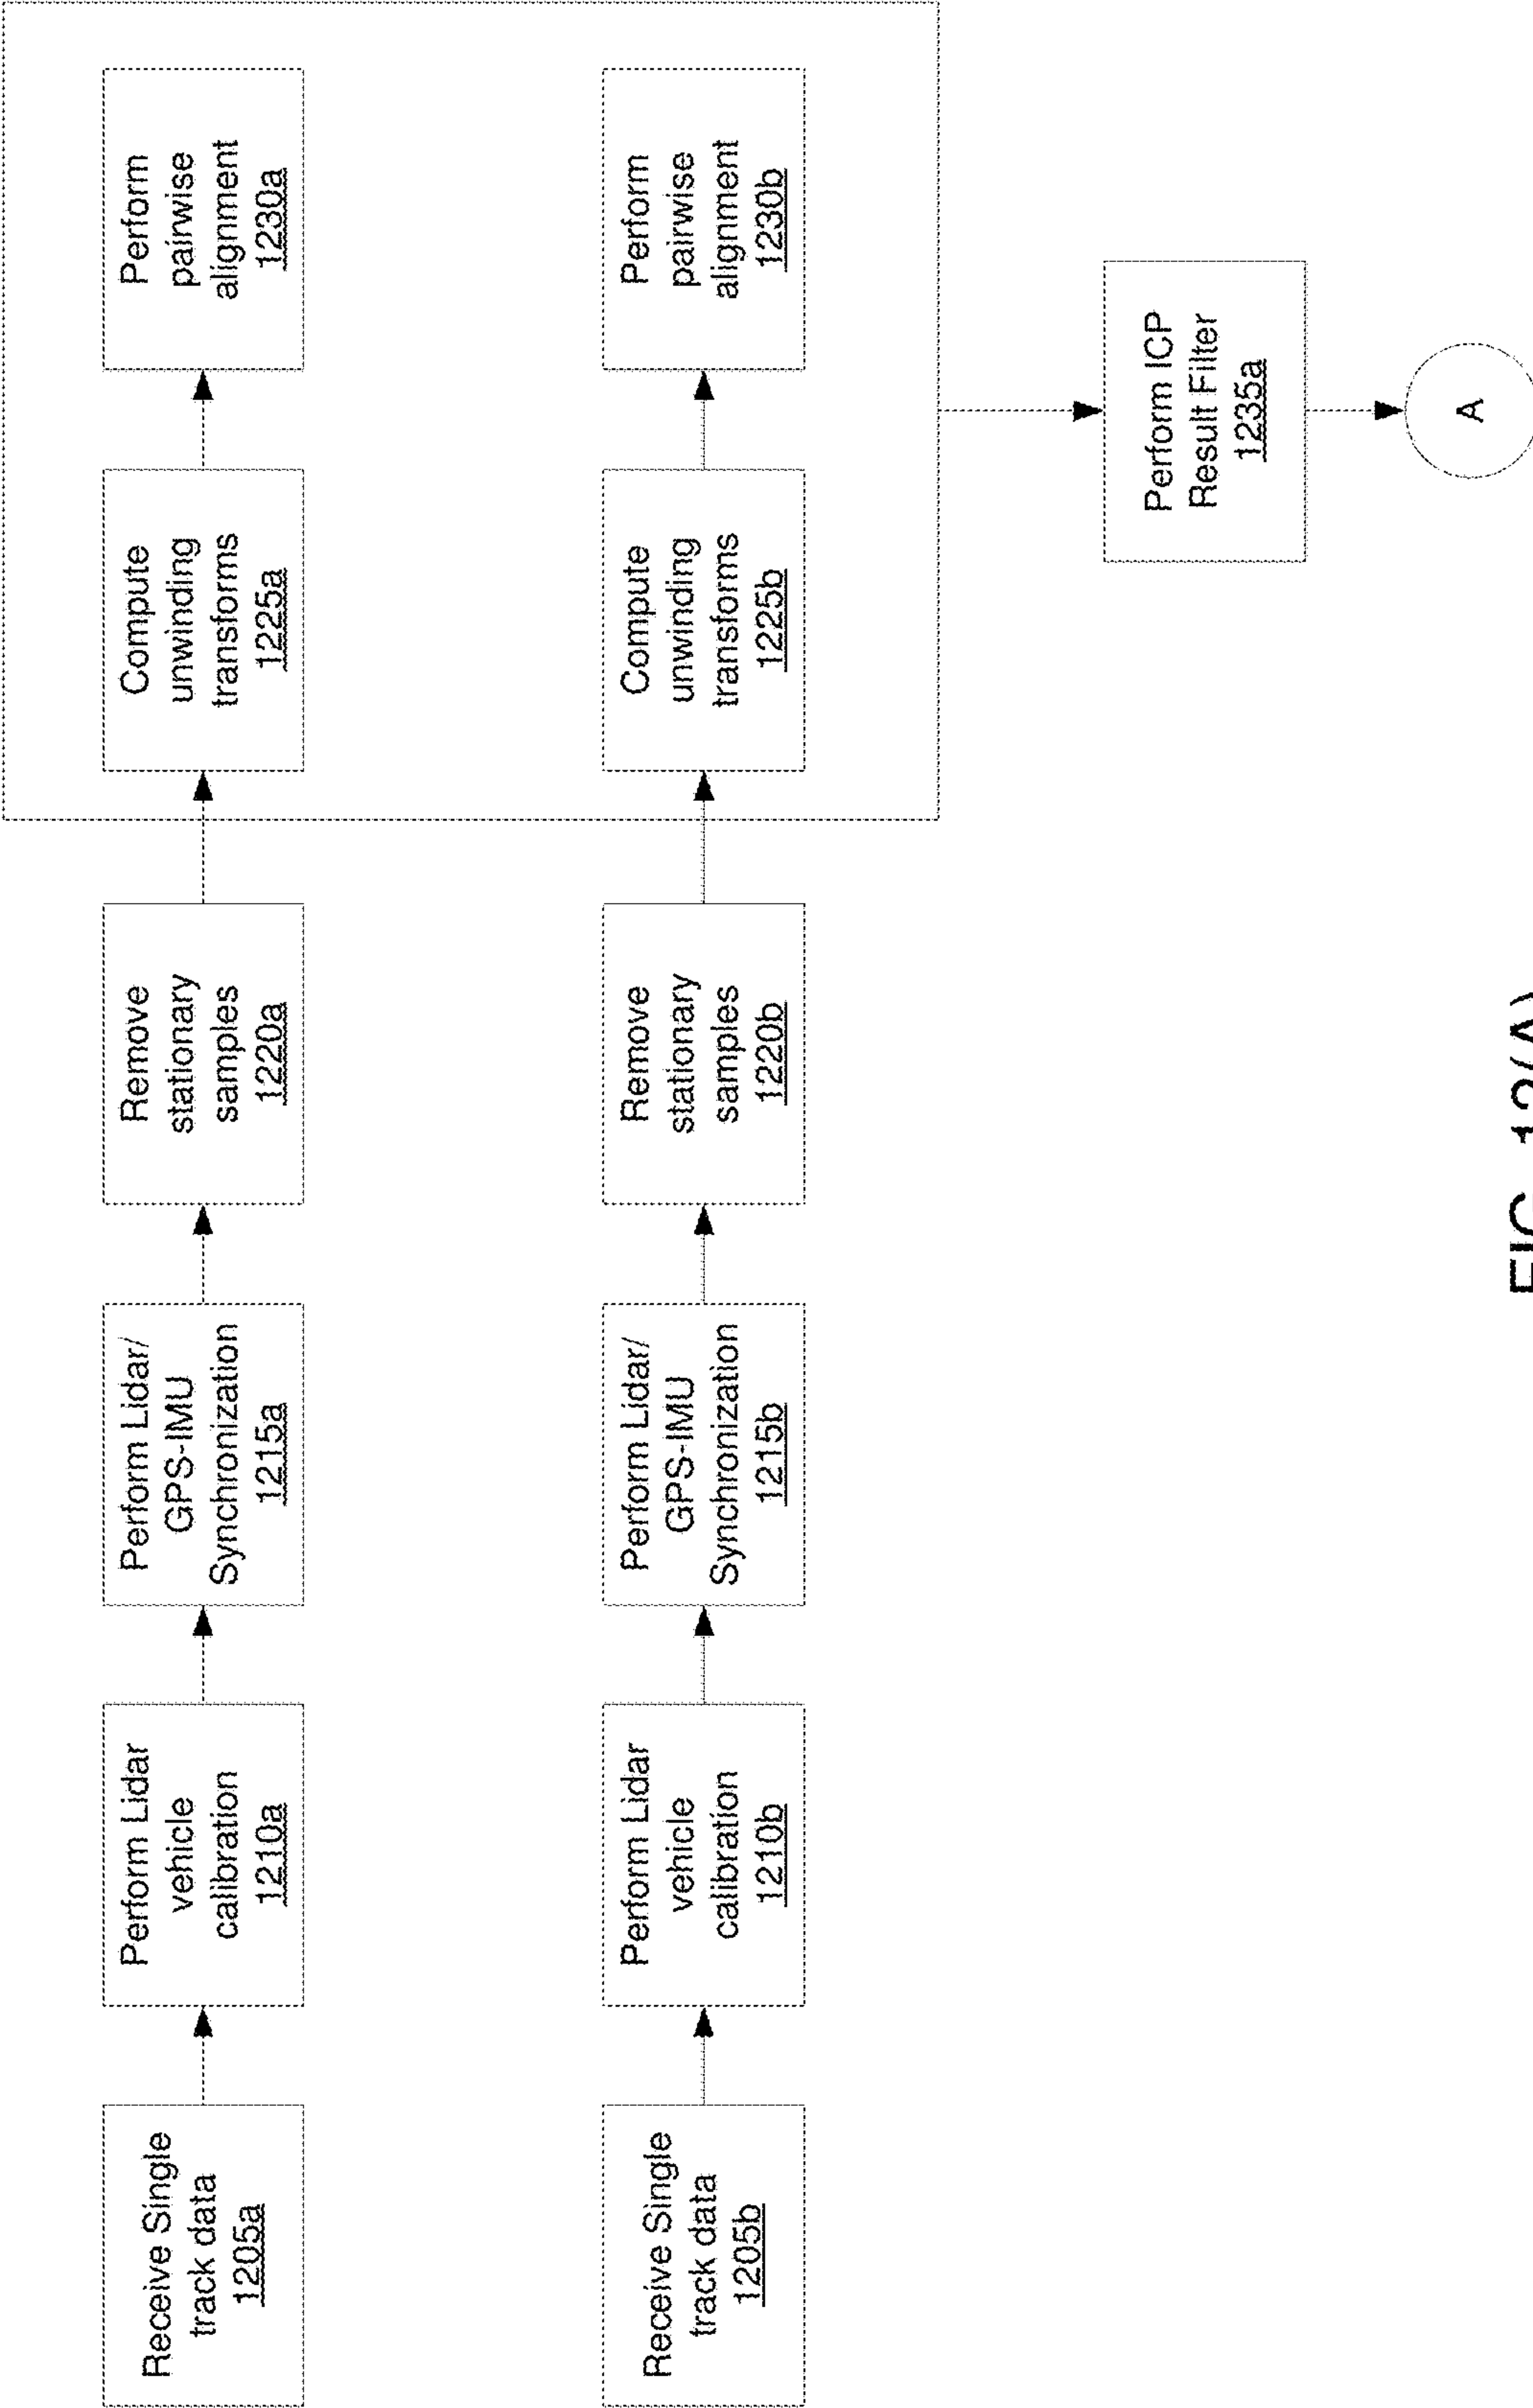 Receive Single
track data
1205a
Perform Lidar
vehicle
calibration
1210a
Perform Lidar/
GPS-IMU
Synchronization
1215a
Remove
stationary
samples
1220a
Compute
unwinding
transforms
1225a
Perform
pairwise
alignment
1230a
Receive Single
track data
1205b
Perform Lidar
vehicle
calibration
1210b
Perform Lidar/
GPS-IMU
Synchronization
1215b
Remove
stationary
samples
1220b
Compute
unwinding
transforms
1225b
Perform
pairwise
alignment
1230b
Perform ICP
Result Filter
1235a
A
FIG. 12(A)